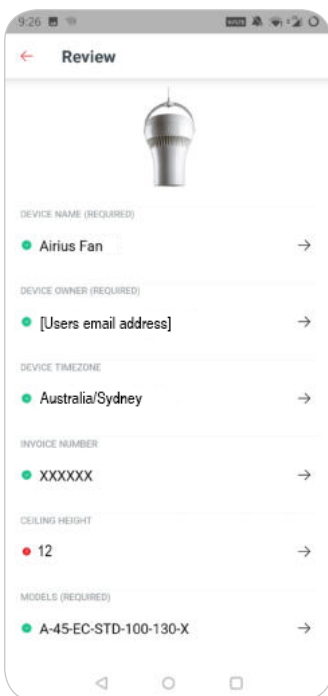 9:26
Review
DEVICE NAME (REQUIRED)
Airius Fan
DEVICE OWNER (REQUIRED)
[Users email address]
DEVICE TIMEZONE
Australia/Sydney
INVOICE NUMBER
XXXXXX
CEILING HEIGHT
12
MODELS (REQUIRED)
A-45-EC-STD-100-130-X